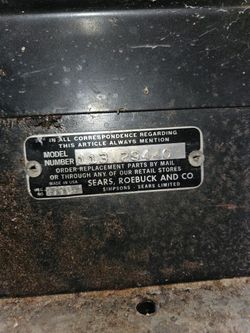 IN ALL CORRESPONDENCE REGARDING
THIS ARTICLE ALWAYS MENTION
MODEL
NUMBER
ORDER REPLACEMENT PARTS BY MAIL
OR THROUGH ANY OF OUR RETAIL STORES
MADE IN USA SEARS, ROEBUCK AND CO
SIMPSONS - SEARS LIMITED